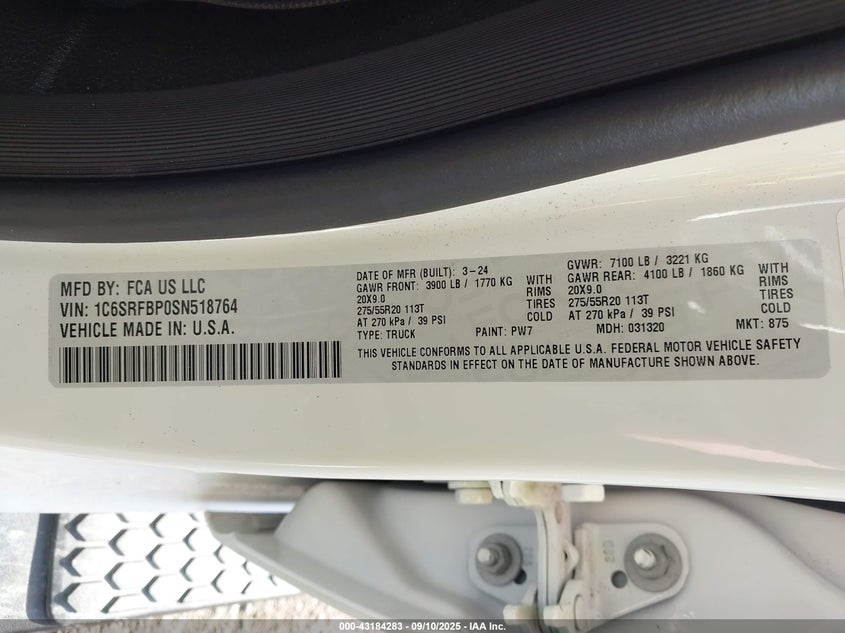 MFD BY: FCA US LLC
VIN: 1C6SRFBP0SN518764
VEHICLE MADE IN: U.S.A.
DATE OF MFR (BUILT): 3-24
GAWR FRONT: 3900 LB / 1770 KG WITH
20X9.0 RIMS
275/55R20 113T TIRES
AT 270 kPa / 39 PSI COLD
TYPE: TRUCK PAINT: PW7
GVWR: 7100 LB / 3221 KG
GAWR REAR: 4100 LB / 1860 KG WITH
20X9.0 RIMS
275/55R20 113T TIRES
AT 270 kPa / 39 PSI COLD
MDH: 031320 MKT: 875
THIS VEHICLE CONFORMS TO ALL APPLICABLE U.S.A. FEDERAL MOTOR VEHICLE SAFETY
STANDARDS IN EFFECT ON THE DATE OF MANUFACTURE SHOWN ABOVE.
000-43184283 - 09/10/2025 - IAA Inc.